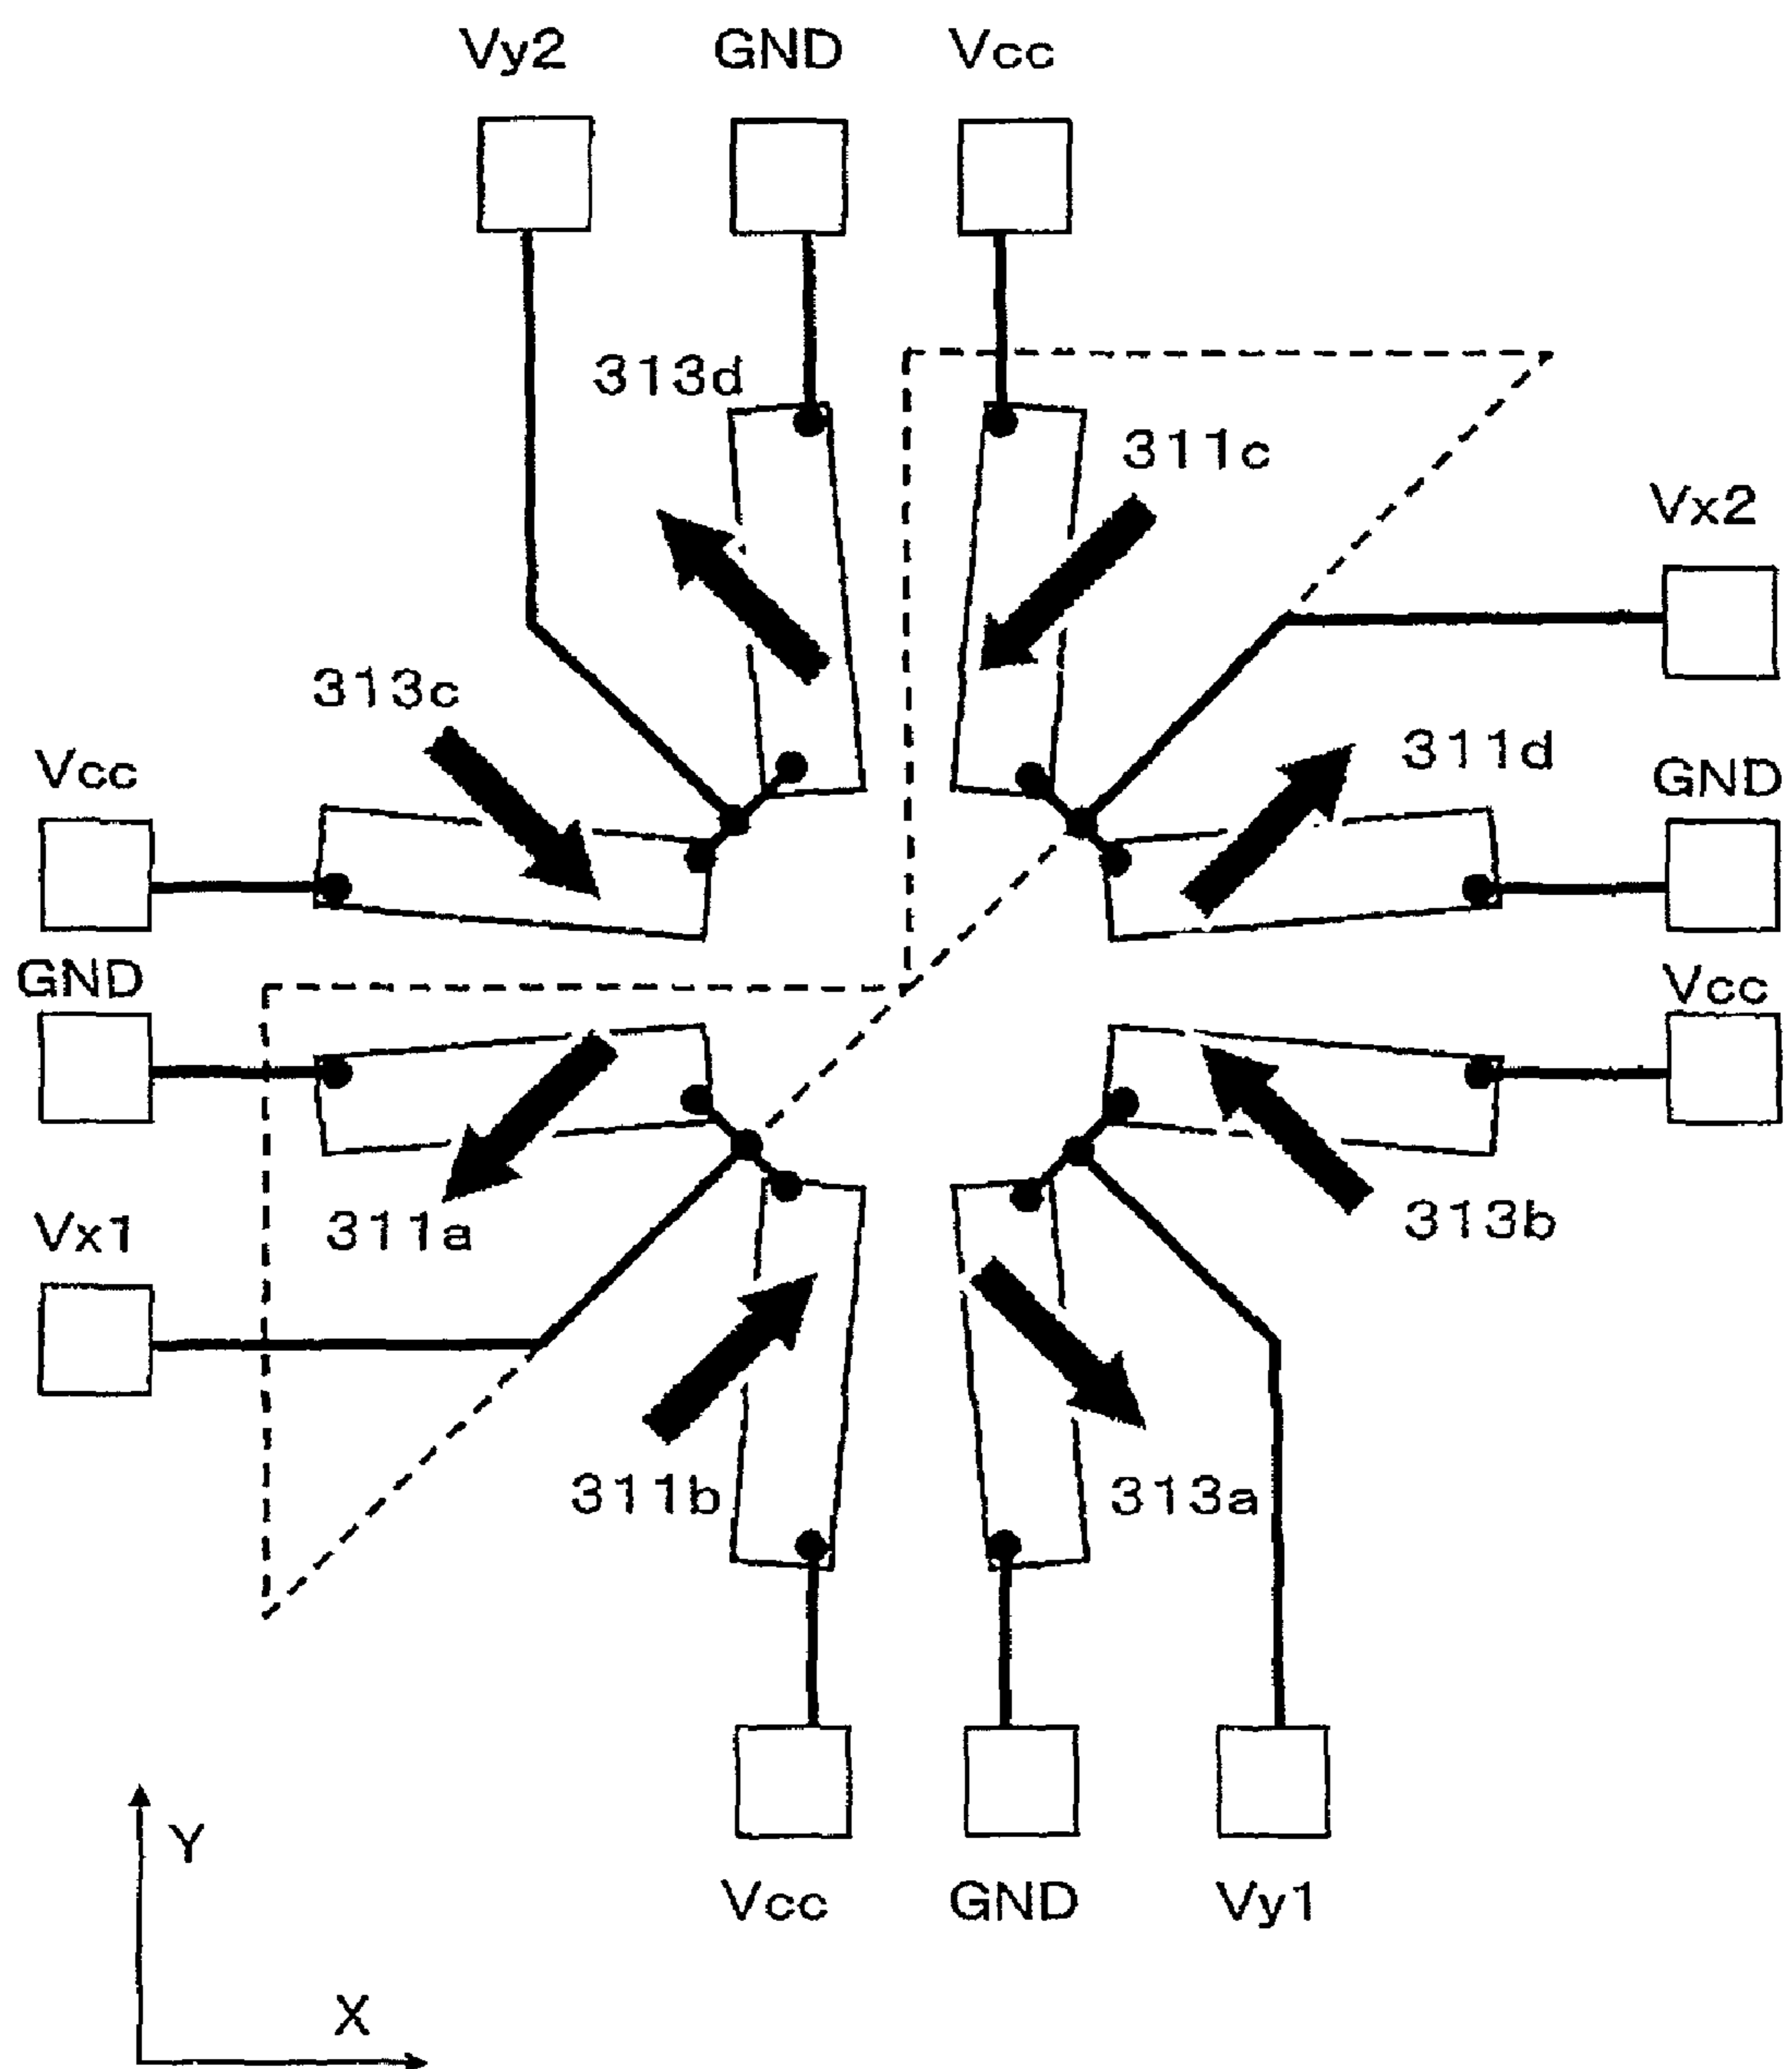 Vy2
GND
Vcc
313d
311c
Vx2
313c
Vcc
311d
GND
GND
Vcc
311a
Vx1
313b
311b
313a
Vcc
GND
Vy1
Y
X